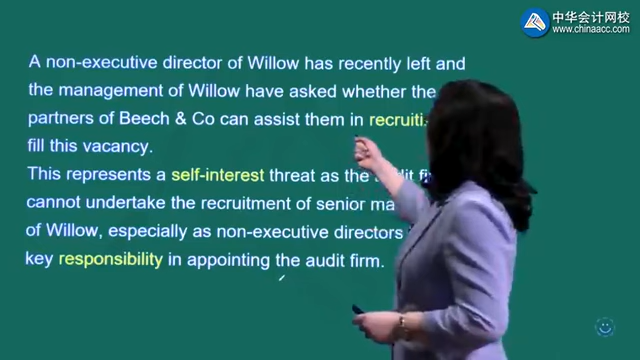 中华会计网校
www.chinaacc.com
A non-executive director of Willow has recently left and
the management of Willow have asked whether the
partners of Beech & Co can assist them in
fill this vacancy.
This represents a self-interest threat as the
cannot undertake the recruitment of senior
of Willow, especially as non-executive directors
key responsibility in appointing the audit firm.